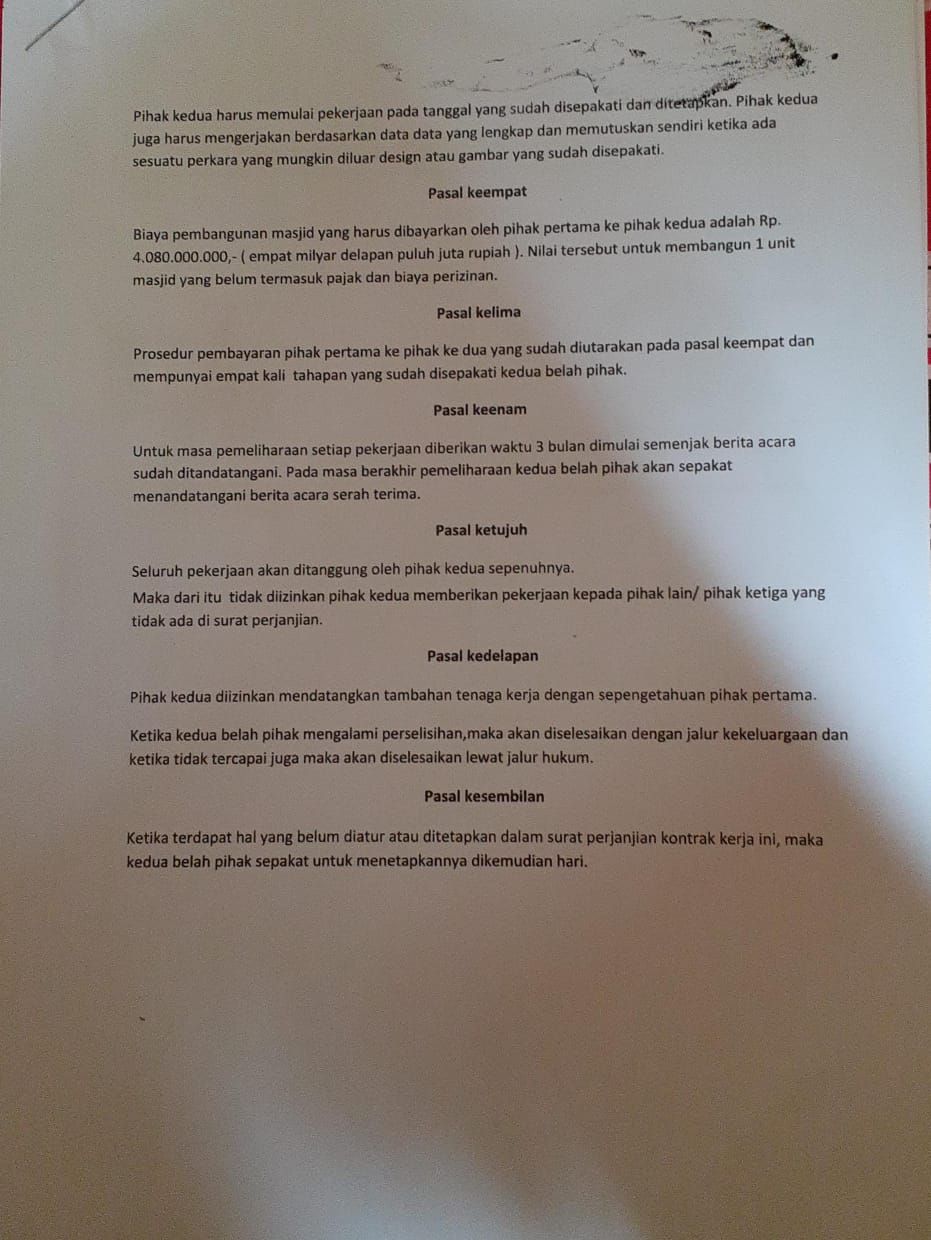 Pihak kedua harus memulai pekerjaan pada tanggal yang sudah disepakati dan ditetapkan. Pihak kedua
juga harus mengerjakan berdasarkan data data yang lengkap dan memutuskan sendiri ketika ada
sesuatu perkara yang mungkin diluar design atau gambar yang sudah disepakati.
Pasal keempat
Biaya pembangunan masjid yang harus dibayarkan oleh pihak pertama ke pihak kedua adalah Rp.
4.080.000.000,- ( empat milyar delapan puluh juta rupiah ). Nilai tersebut untuk membangun 1 unit
masjid yang belum termasuk pajak dan biaya perizinan.
Pasal kelima
Prosedur pembayaran pihak pertama ke pihak ke dua yang sudah diutarakan pada pasal keempat dan
mempunyai empat kali  tahapan yang sudah disepakati kedua belah pihak.
Pasal keenam
Untuk masa pemeliharaan setiap pekerjaan diberikan waktu 3 bulan dimulai semenjak berita acara
sudah ditandatangani. Pada masa berakhir pemeliharaan kedua belah pihak akan sepakat
menandatangani berita acara serah terima.
Pasal ketujuh
Seluruh pekerjaan akan ditanggung oleh pihak kedua sepenuhnya.
Maka dari itu  tidak diizinkan pihak kedua memberikan pekerjaan kepada pihak lain/ pihak ketiga yang
tidak ada di surat perjanjian.
Pasal kedelapan
Pihak kedua diizinkan mendatangkan tambahan tenaga kerja dengan sepengetahuan pihak pertama.
Ketika kedua belah pihak mengalami perselisihan,maka akan diselesaikan dengan jalur kekeluargaan dan
ketika tidak tercapai juga maka akan diselesaikan lewat jalur hukum.
Pasal kesembilan
Ketika terdapat hal yang belum diatur atau ditetapkan dalam surat perjanjian kontrak kerja ini, maka
kedua belah pihak sepakat untuk menetapkannya dikemudian hari.